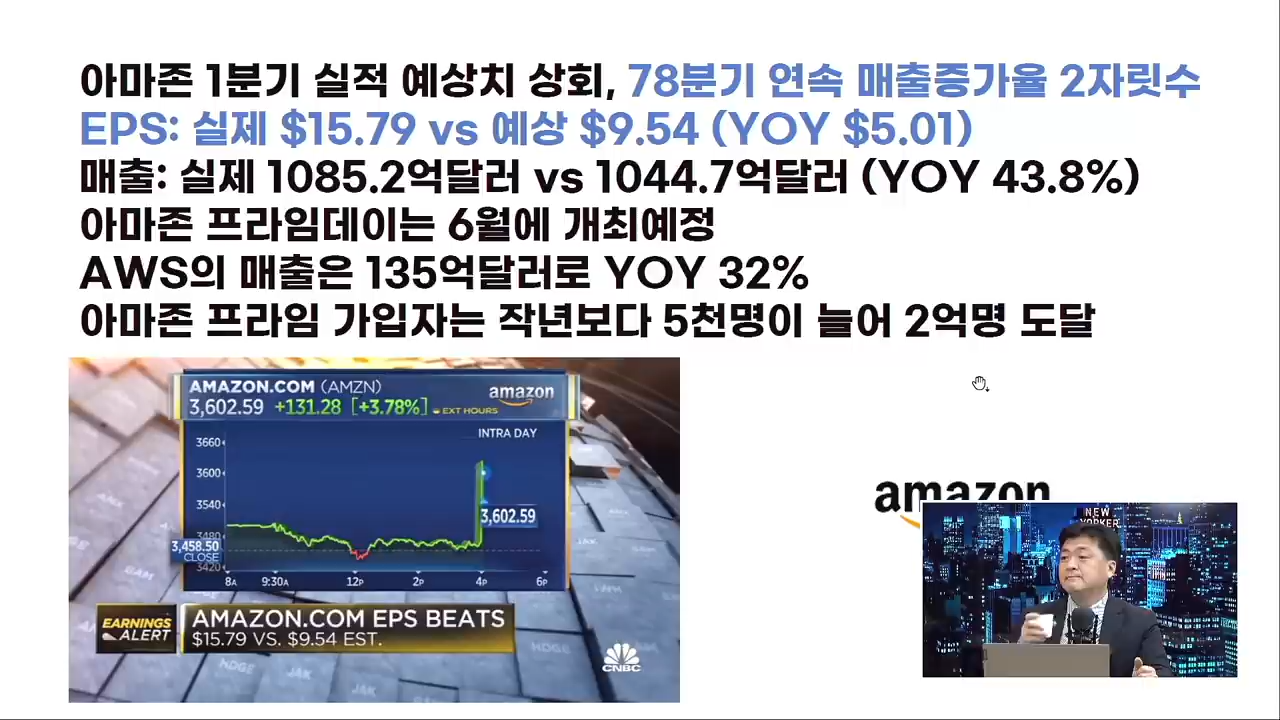 아마존 1분기 실적 예상치 상회, 78분기 연속 매출증가율 2자릿수
EPS: 실제 $15.79 vs 예상 $9.54 (YOY $5.01)
매출: 실제 1085.2억달러 vs 1044.7억달러 (YOY 43.8%)
아마존 프라임데이는 6월에 개최예정
AWS의 매출은 135억달러로 YOY 32%
아마존 프라임 가입자는 작년보다 5천명이 늘어 2억명 도달
AMAZON.COM (AMZN)
amazon
3,602.59 +131.28 [+3.78%] EXT HOURS
INTRA DAY
3660
3600
3540
3,602.59
3480
3,458.50
CLOSE
3420
8A 9:30A 12P 2P 4P 6P
EARNINGS ALERT
AMAZON.COM EPS BEATS
$15.79 VS. $9.54 EST.
CNBC
amazon
NEW
YORKER